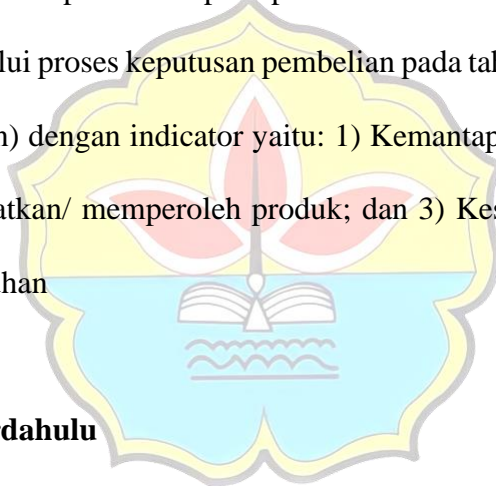 lui proses keputusan pembelian pada tal
n) dengan indicator yaitu: 1) Kemantap
atkan/ memperoleh produk; dan 3) Kes
han
rdahulu